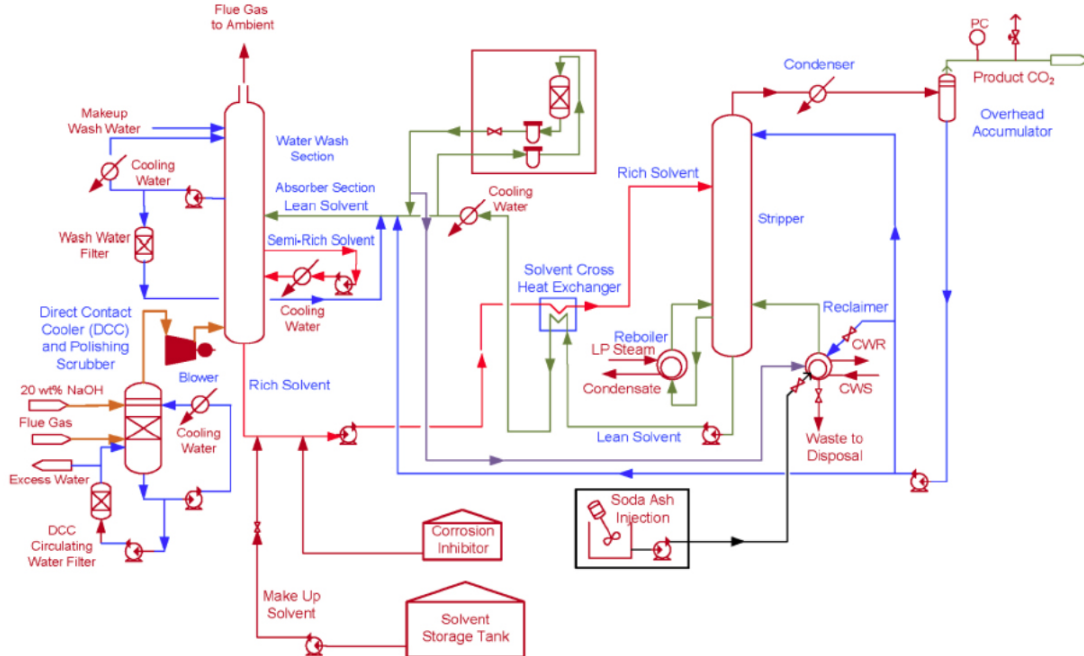 Flue Gas
to Ambient
PC
Product CO₂
Condenser
Overhead
Accumulator
Makeup
Wash Water
Water Wash
Section
Cooling
Water
Absorber Section
Lean Solvent
Rich Solvent
Cooling
Water
Stripper
Wash Water
Filter
Semi-Rich Solvent
Solvent Cross
Heat Exchanger
Cooling
Water
Direct Contact
Cooler (DCC)
and Polishing
Scrubber
Reboiler
Reclaimer
LP Steam
Condensate
CWR
CWS
Blower
Rich Solvent
20 wt% NaOH
Flue Gas
Cooling
Water
Lean Solvent
Waste to
Disposal
Excess Water
DCC
Circulating
Water Filter
Soda Ash
Injection
Corrosion
Inhibitor
Make Up
Solvent
Solvent
Storage Tank